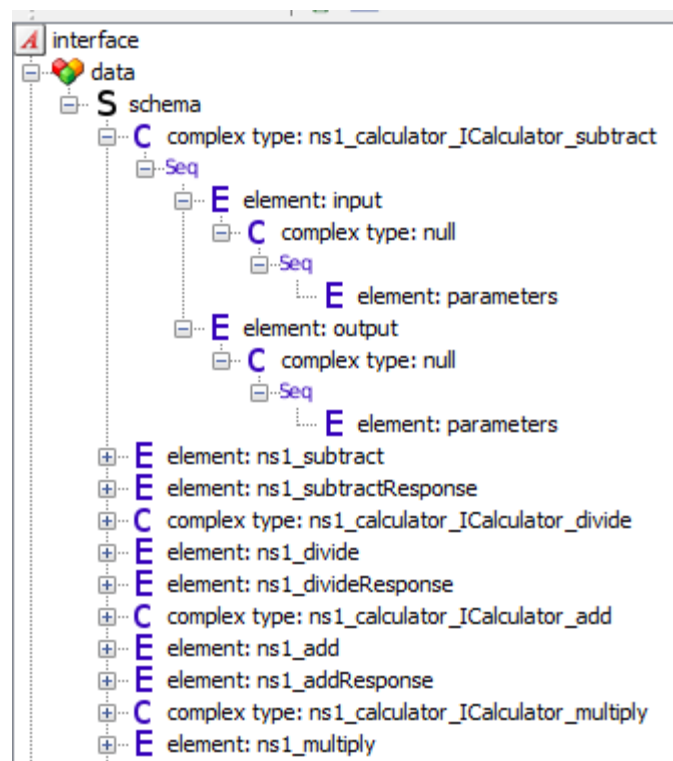 A interface
data
S schema
C complex type: ns1_calculator_ICalculator_subtract
Seq
E element: input
C complex type: null
Seq
E element: parameters
E element: output
C complex type: null
Seq
E element: parameters
E element: ns1_subtract
E element: ns1_subtractResponse
C complex type: ns1_calculator_ICalculator_divide
E element: ns1_divide
E element: ns1_divideResponse
C complex type: ns1_calculator_ICalculator_add
E element: ns1_add
E element: ns1_addResponse
C complex type: ns1_calculator_ICalculator_multiply
E element: ns1_multiply